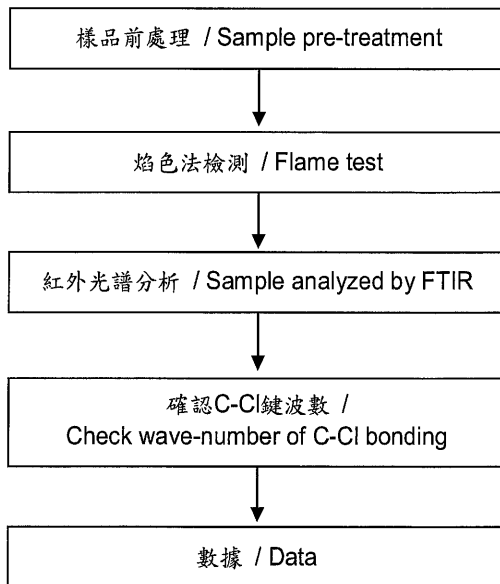 樣品前處理 / Sample pre-treatment
焰色法檢測 / Flame test
紅外光譜分析 / Sample analyzed by FTIR
確認C-Cl鍵波數 /
Check wave-number of C-Cl bonding
數據 / Data